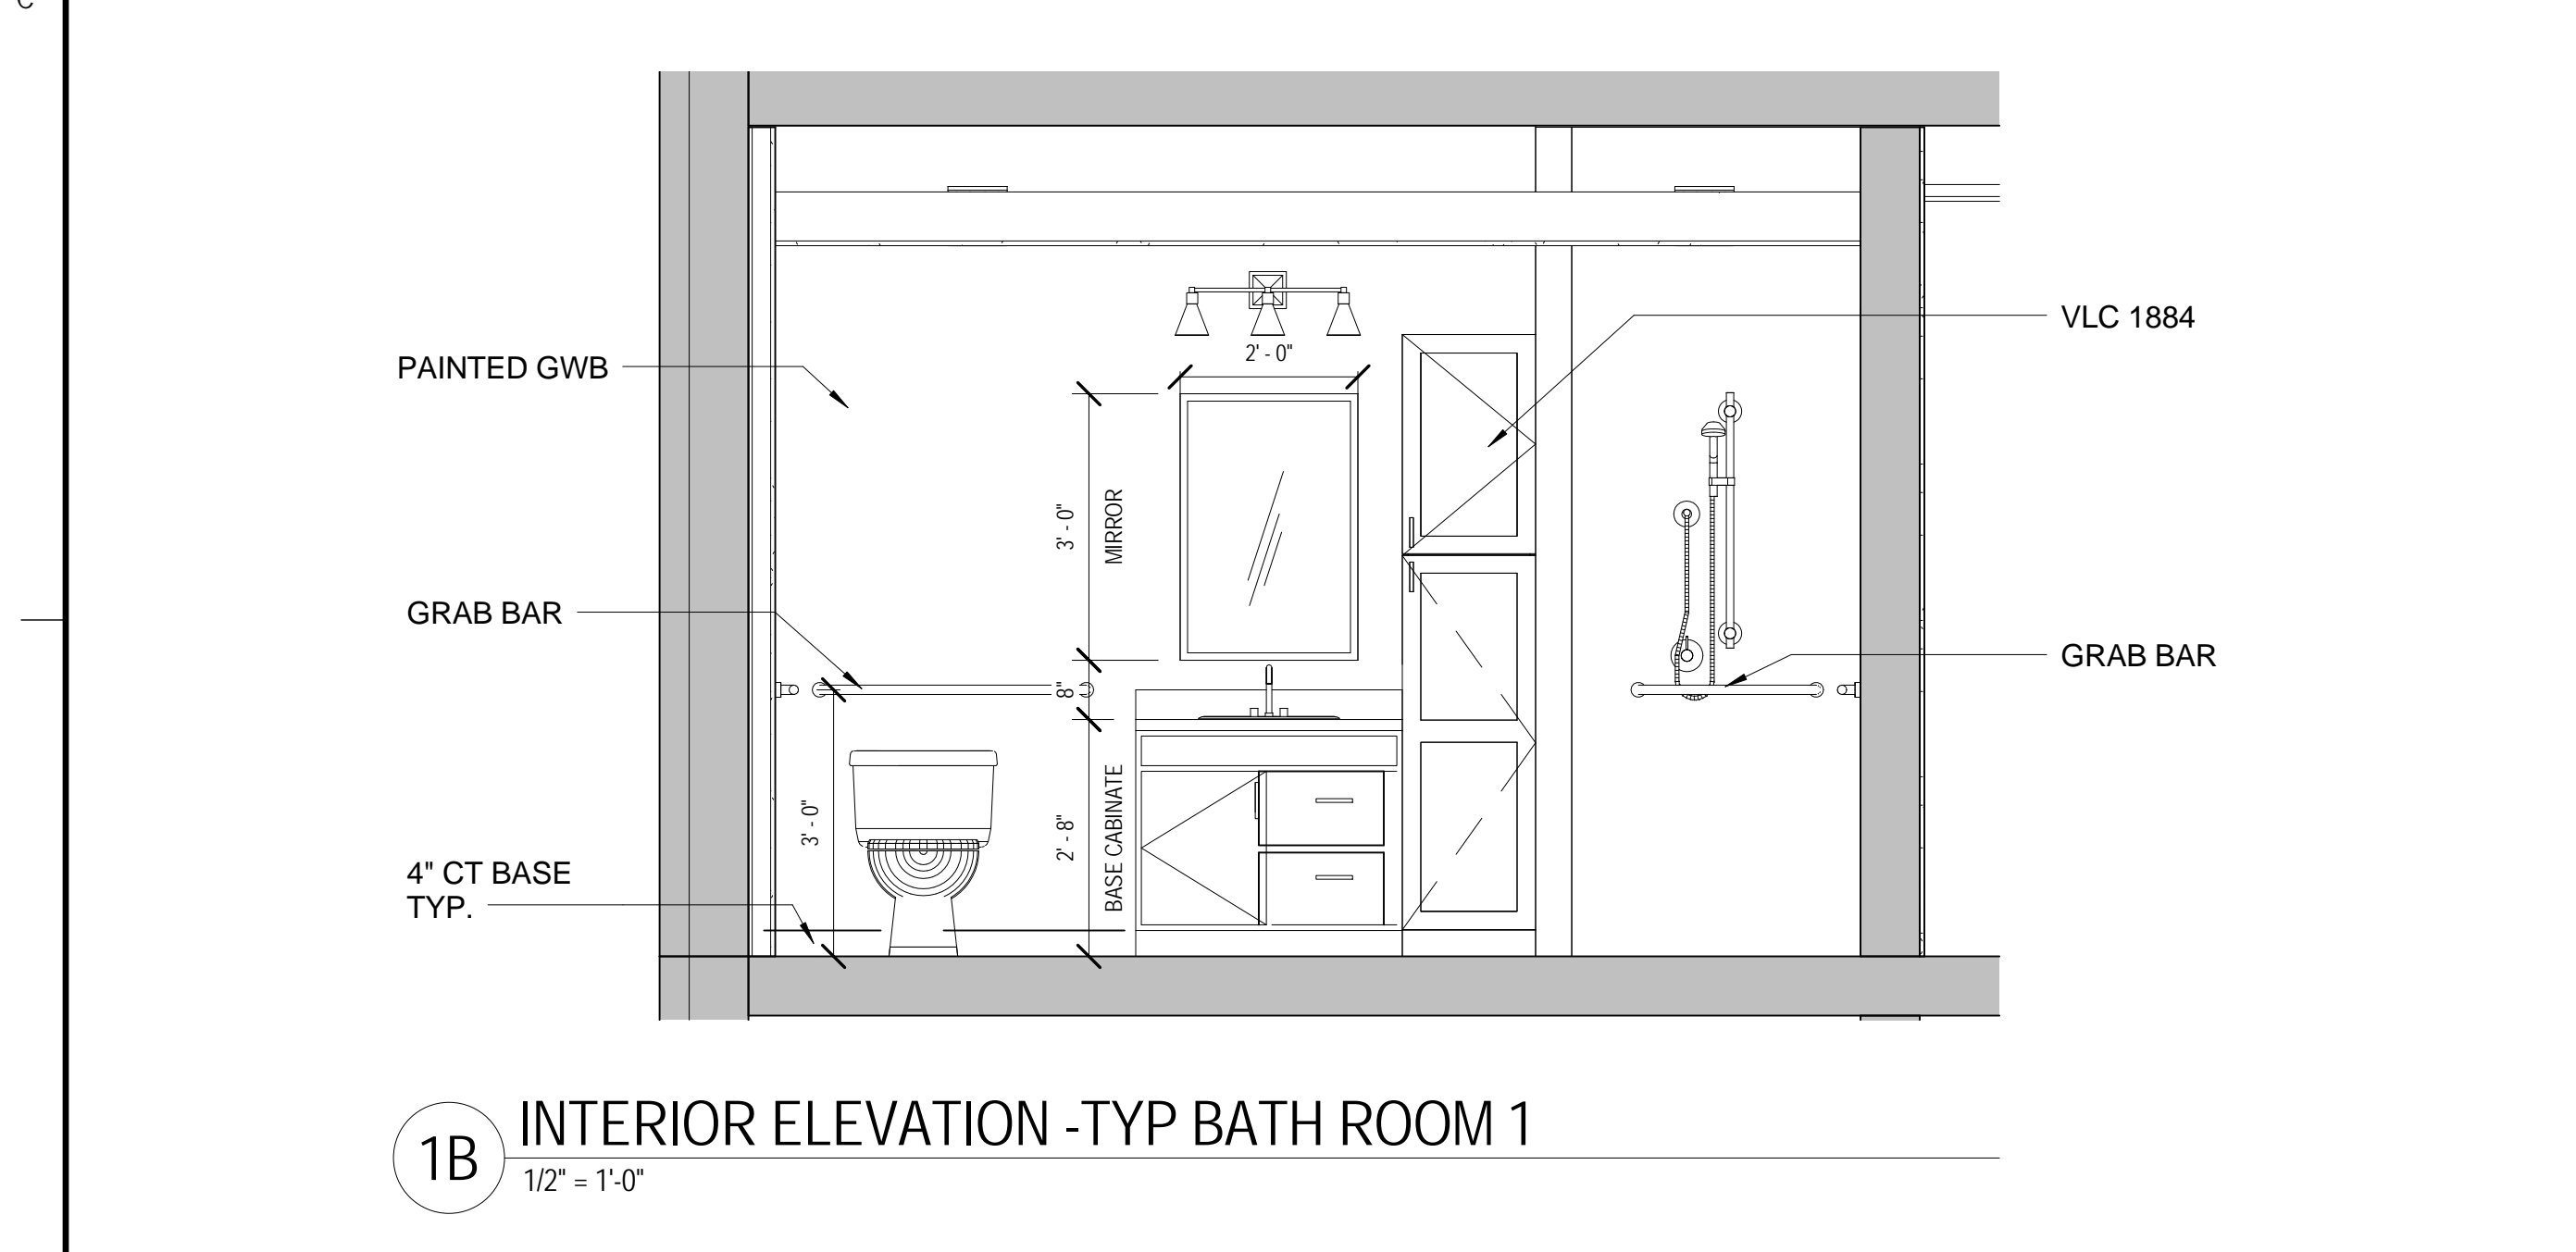 C
PAINTED GWB
GRAB BAR
4" CT BASE
TYP.
2' - 0"
3' - 0"
MIRROR
8"
3' - 0"
2' - 8"
BASE CABINATE
VLC 1884
GRAB BAR
1B
INTERIOR ELEVATION -TYP BATH ROOM 1
1/2" = 1'-0"